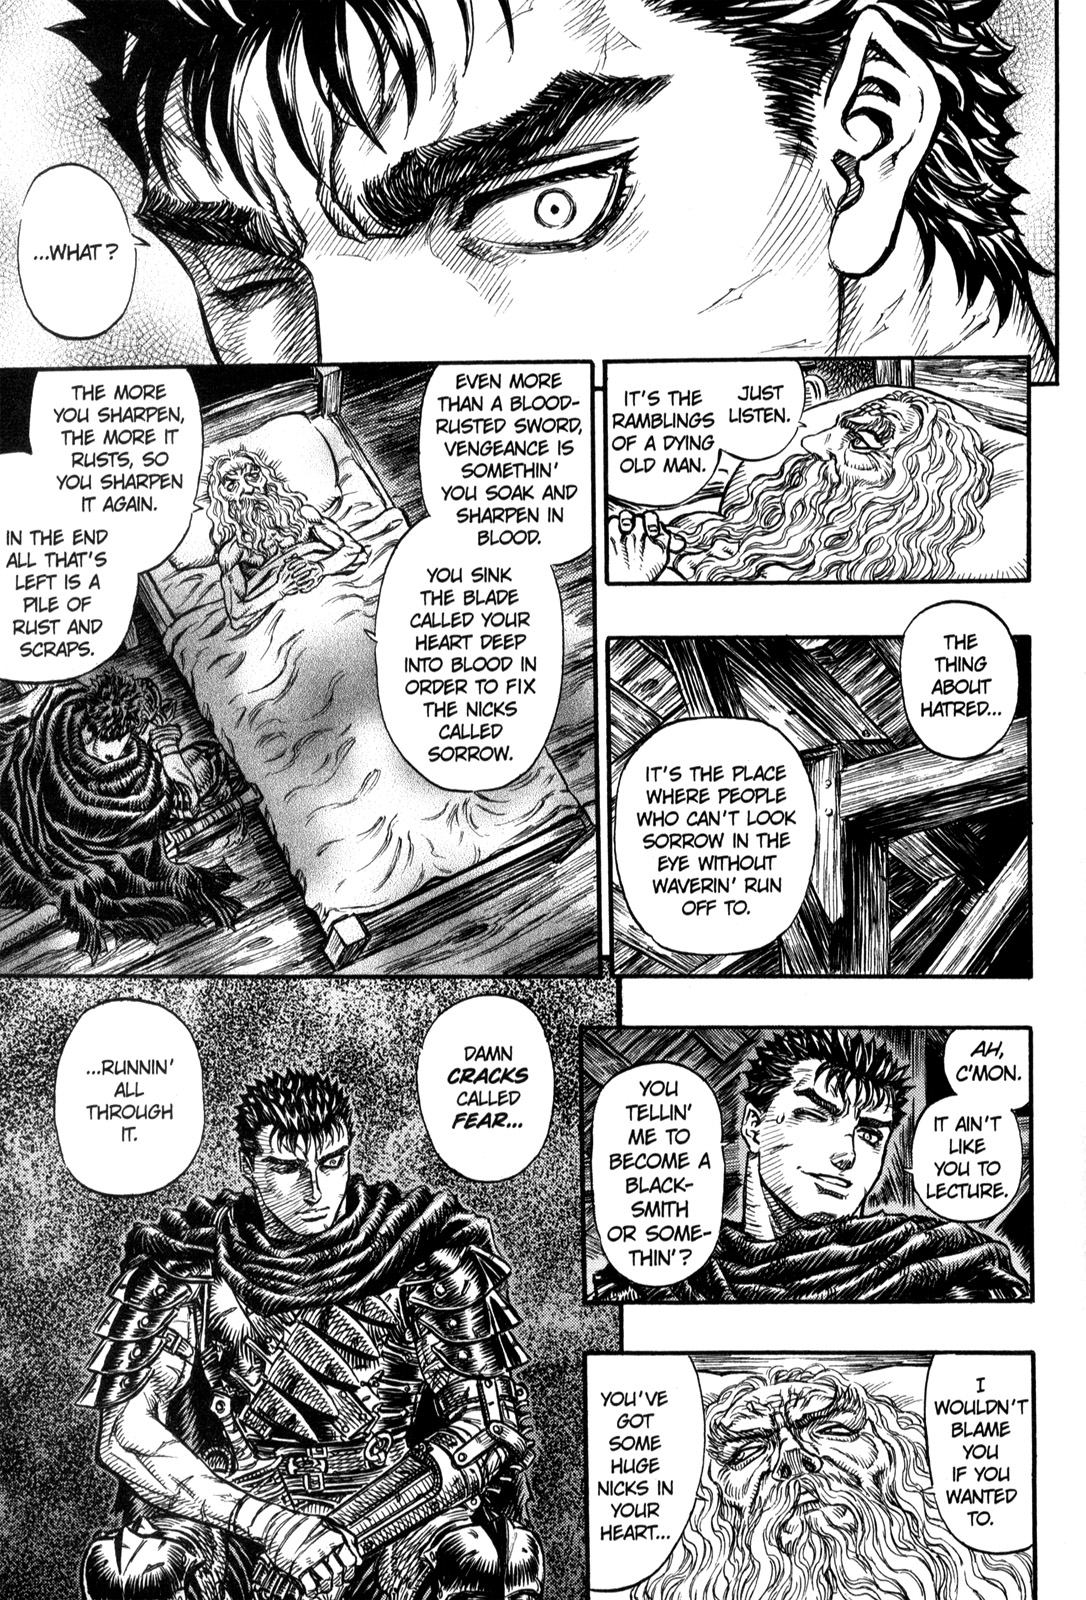 ...WHAT?
JUST
LISTEN.
IT'S THE
RAMBLINGS
OF A DYING
OLD MAN.
THE
THING
ABOUT
HATRED...
IT'S THE PLACE
WHERE PEOPLE
WHO CAN'T LOOK
SORROW IN THE
EYE WITHOUT
WAVERIN' RUN
OFF TO.
EVEN MORE
THAN A BLOOD-
RUSTED SWORD,
VENGEANCE IS
SOMETHIN'
YOU SOAK AND
SHARPEN IN
BLOOD.
YOU SINK
THE BLADE
CALLED YOUR
HEART DEEP
INTO BLOOD IN
ORDER TO FIX
THE NICKS
CALLED
SORROW.
THE MORE
YOU SHARPEN,
THE MORE IT
RUSTS, SO
YOU SHARPEN
IT AGAIN.
IN THE END
ALL THAT'S
LEFT IS A
PILE OF
RUST AND
SCRAPS.
AH,
C'MON.
IT AIN'T
LIKE
YOU TO
LECTURE.
YOU
TELLIN'
ME TO
BECOME A
BLACK-
SMITH
OR SOME-
THIN'?
I
WOULDN'T
BLAME
YOU
IF YOU
WANTED
TO.
YOU'VE
GOT
SOME
HUGE
NICKS IN
YOUR
HEART...
DAMN
CRACKS
CALLED
FEAR...
...RUNNIN'
ALL
THROUGH
IT.